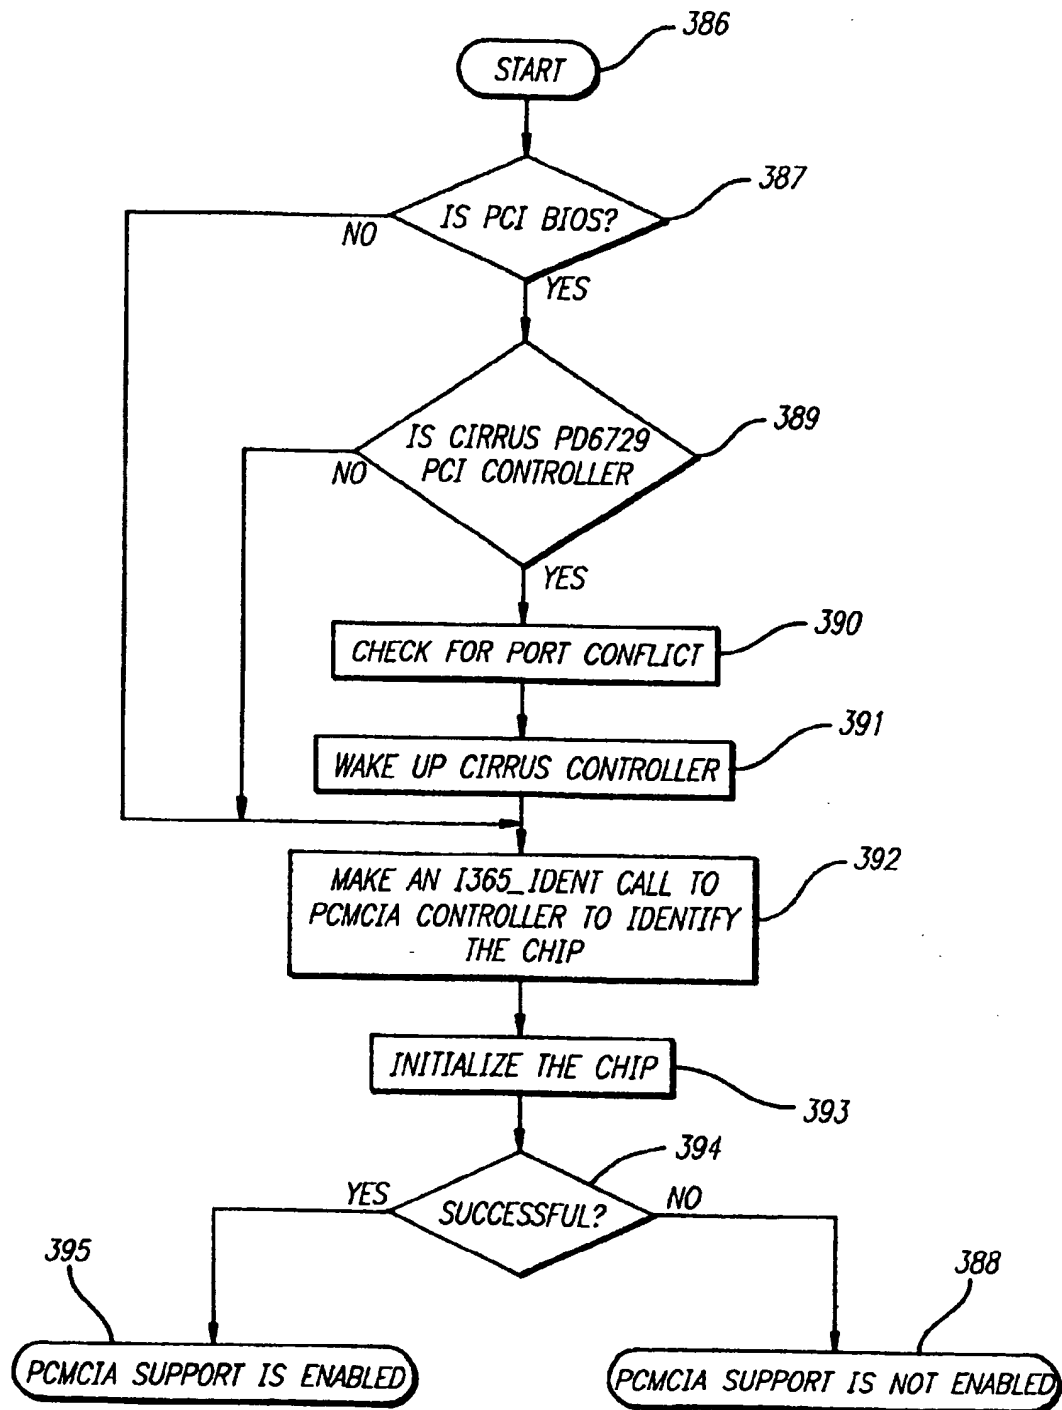 386
START
387
IS PCI BIOS?
NO
YES
389
IS CIRRUS PD6729
PCI CONTROLLER
NO
YES
390
CHECK FOR PORT CONFLICT
391
WAKE UP CIRRUS CONTROLLER
392
MAKE AN I365_IDENT CALL TO
PCMCIA CONTROLLER TO IDENTIFY
THE CHIP
INITIALIZE THE CHIP
393
394
YES
SUCCESSFUL?
NO
395
388
PCMCIA SUPPORT IS ENABLED
PCMCIA SUPPORT IS NOT ENABLED